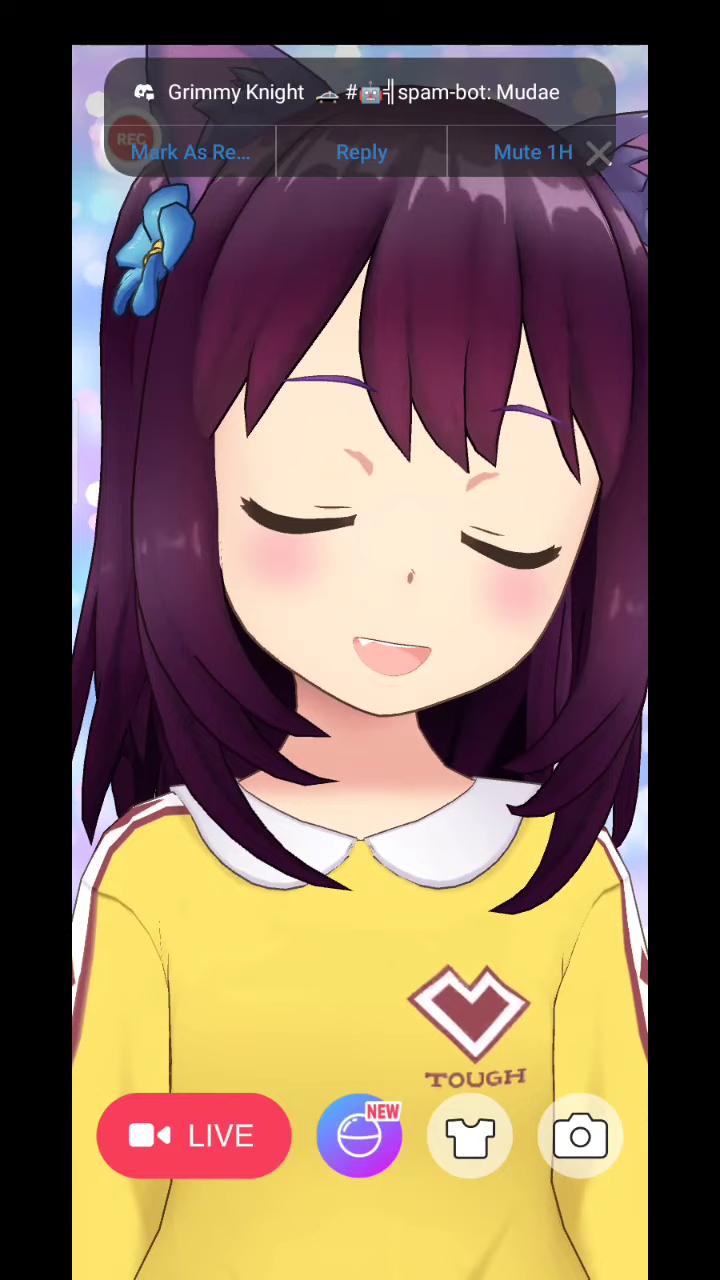 Grimmy Knight 🚓 #🤖╣spam-bot: Mudae
REC
Mark As Re... Reply Mute 1H
TOUGH
NEW
LIVE